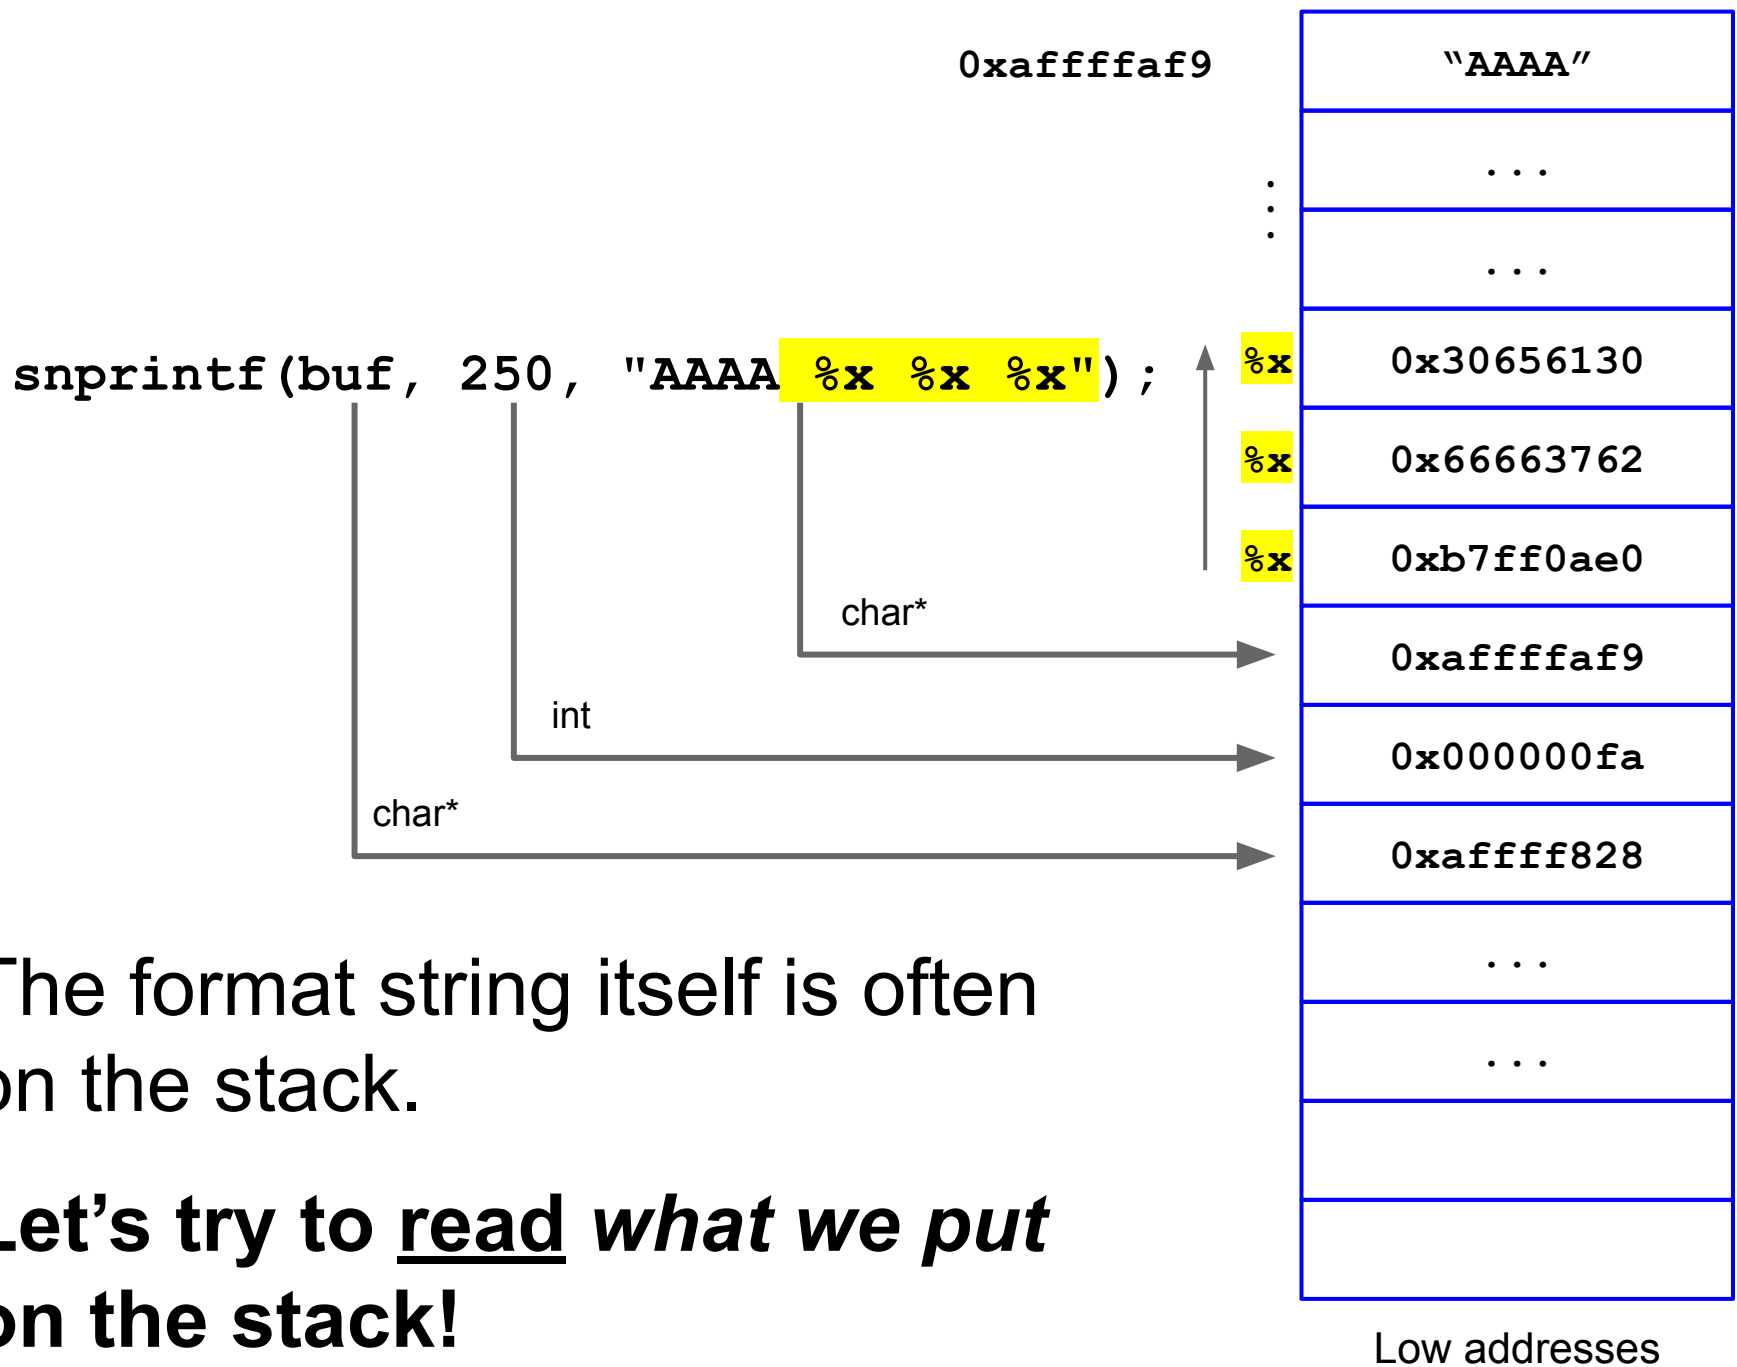 0xaffffaf9
“AAAA”
...
...
snprintf(buf, 250, "AAAA %x %x %x");
%x
0x30656130
%x
0x66663762
%x
0xb7ff0ae0
char*
0xaffffaf9
int
0x000000fa
char*
0xaffff828
...
The format string itself is often
on the stack.
...
Let’s try to read what we put
on the stack!
Low addresses